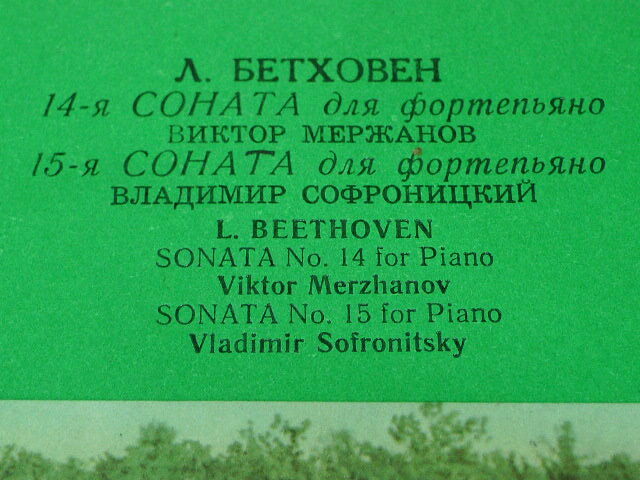 Л. БЕТХОВЕН
14-я СОНАТА для фортепьяно
ВИКТОР МЕРЖАНОВ
15-я СОНАТА для фортепьяно
ВЛАДИМИР СОФРОНИЦКИЙ
L. BEETHOVEN
SONATA No. 14 for Piano
Viktor Merzhanov
SONATA No. 15 for Piano
Vladimir Sofronitsky